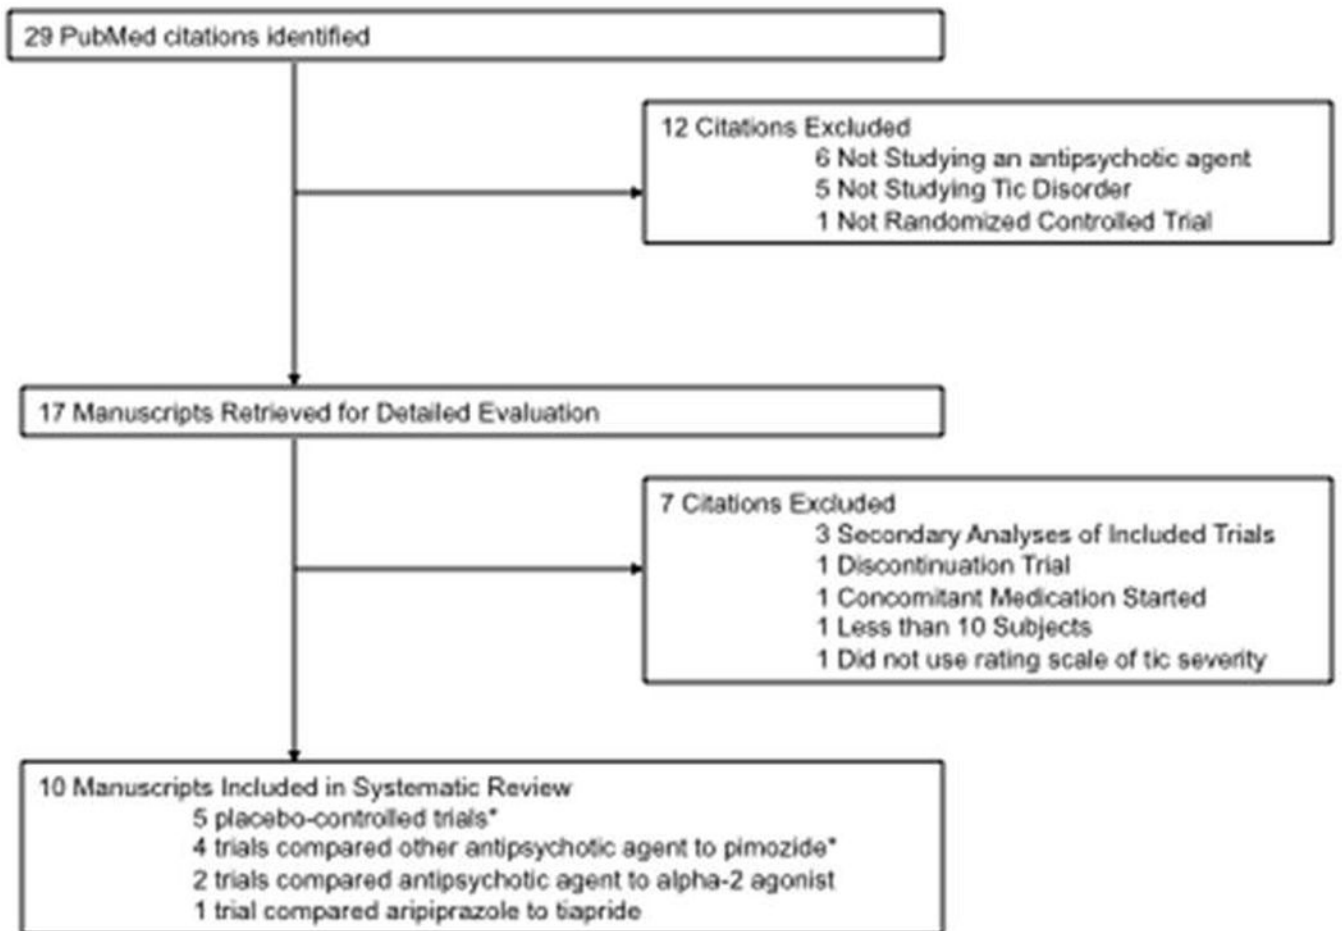 29 PubMed citations identified
12 Citations Excluded
6 Not Studying an antipsychotic agent
5 Not Studying Tic Disorder
1 Not Randomized Controlled Trial
17 Manuscripts Retrieved for Detailed Evaluation
7 Citations Excluded
3 Secondary Analyses of Included Trials
1 Discontinuation Trial
1 Concomitant Medication Started
1 Less than 10 Subjects
1 Did not use rating scale of tic severity
10 Manuscripts Included in Systematic Review
5 placebo-controlled trials*
4 trials compared other antipsychotic agent to pimozide*
2 trials compared antipsychotic agent to alpha-2 agonist
1 trial compared aripiprazole to tiapride